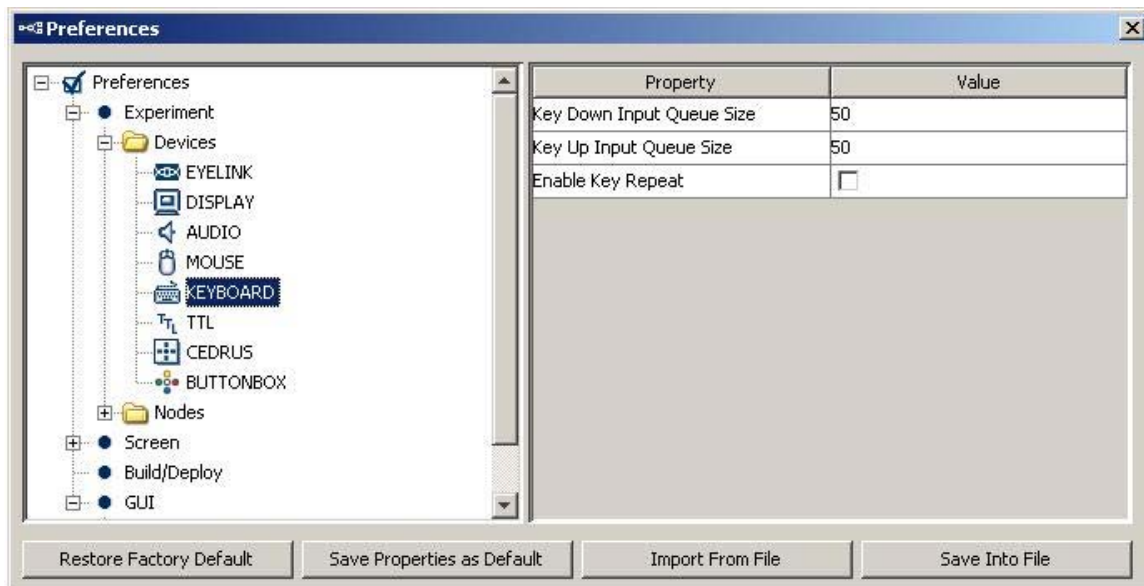 Preferences
Preferences
Experiment
Devices
EYELINK
DISPLAY
AUDIO
MOUSE
KEYBOARD
TTL
TTL
CEDRUS
BUTTONBOX
Nodes
Screen
Build/Deploy
GUI
Property Value
Key Down Input Queue Size 50
Key Up Input Queue Size 50
Enable Key Repeat
Restore Factory Default Save Properties as Default Import From File Save Into File